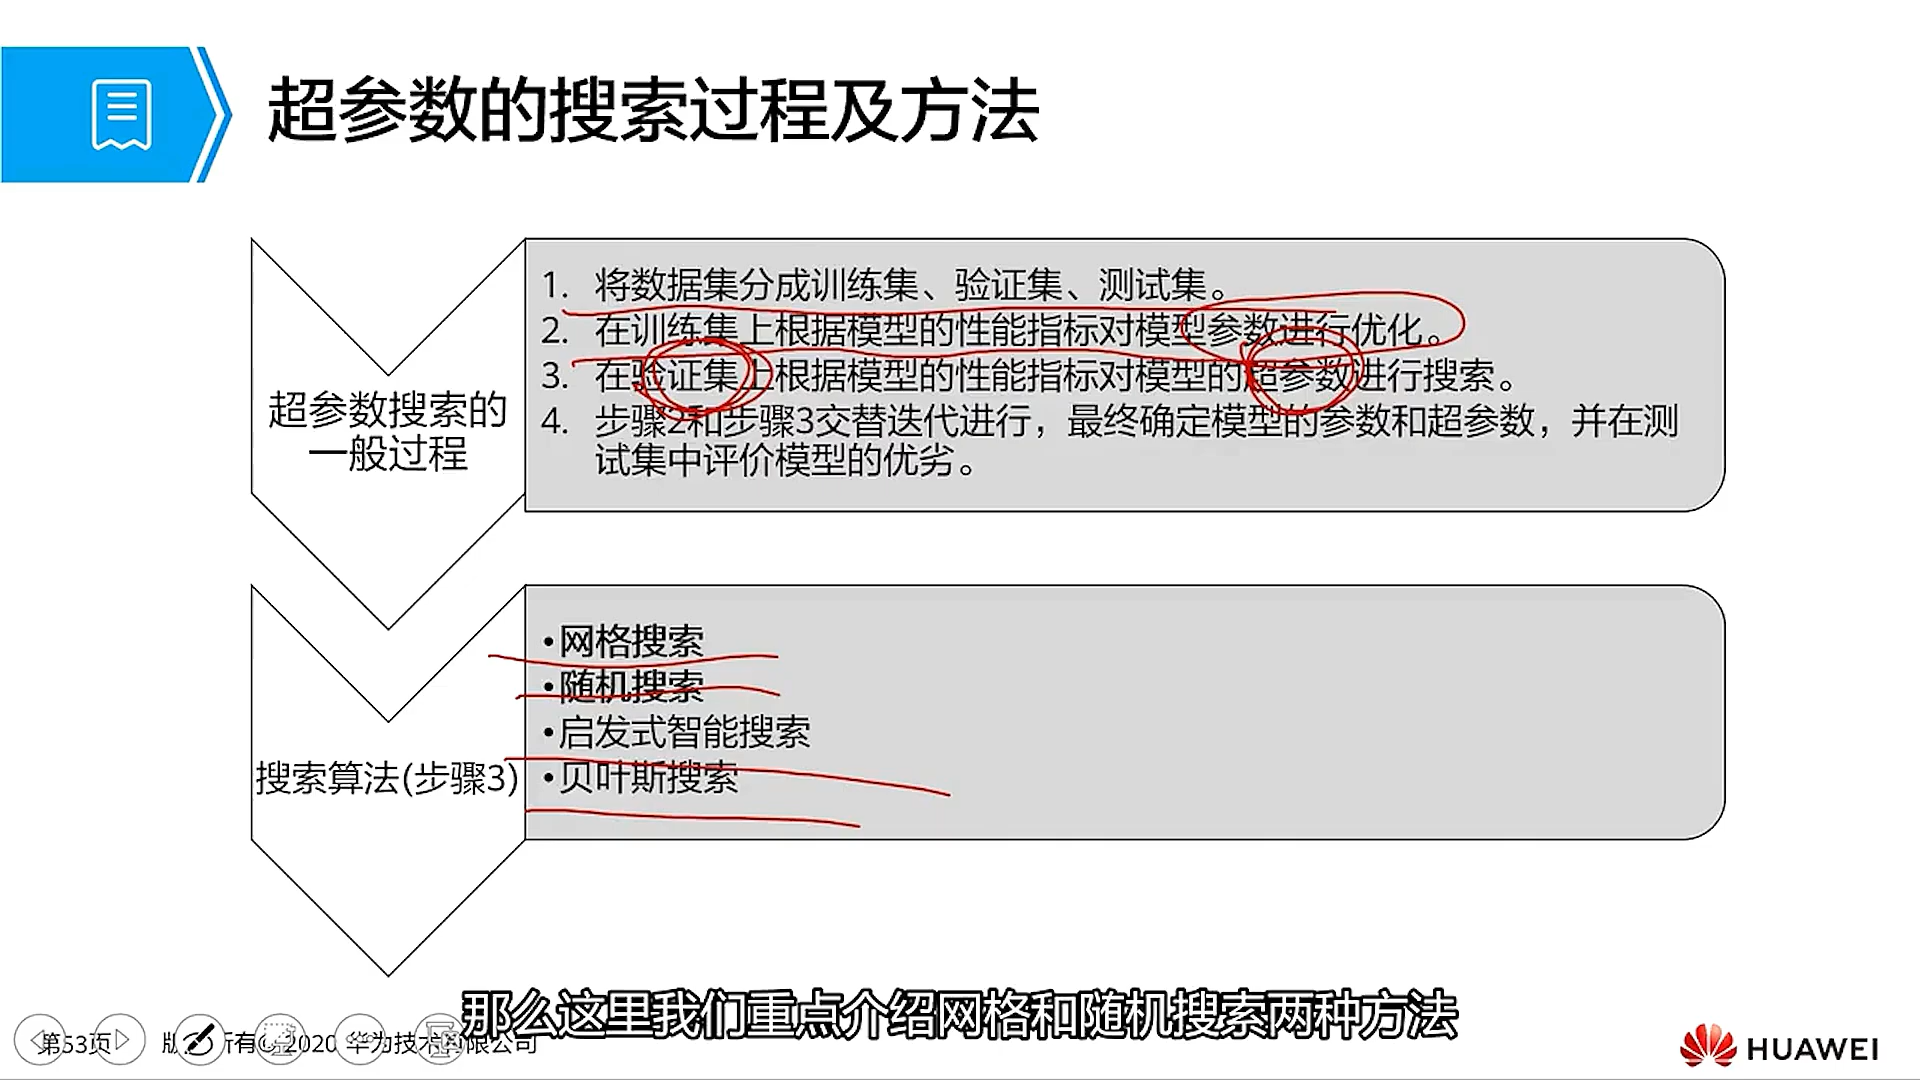 超参数的搜索过程及方法
超参数搜索的
一般过程
1. 将数据集分成训练集、验证集、测试集。
2. 在训练集上根据模型的性能指标对模型参数进行优化。
3. 在验证集上根据模型的性能指标对模型的超参数进行搜索。
4. 步骤2和步骤3交替迭代进行，最终确定模型的参数和超参数，并在测
试集中评价模型的优劣。
搜索算法(步骤3)
•网格搜索
•随机搜索
•启发式智能搜索
•贝叶斯搜索
那么这里我们重点介绍网格和随机搜索两种方法
第53页
版 所有© 2020 华为技术有限公司
HUAWEI